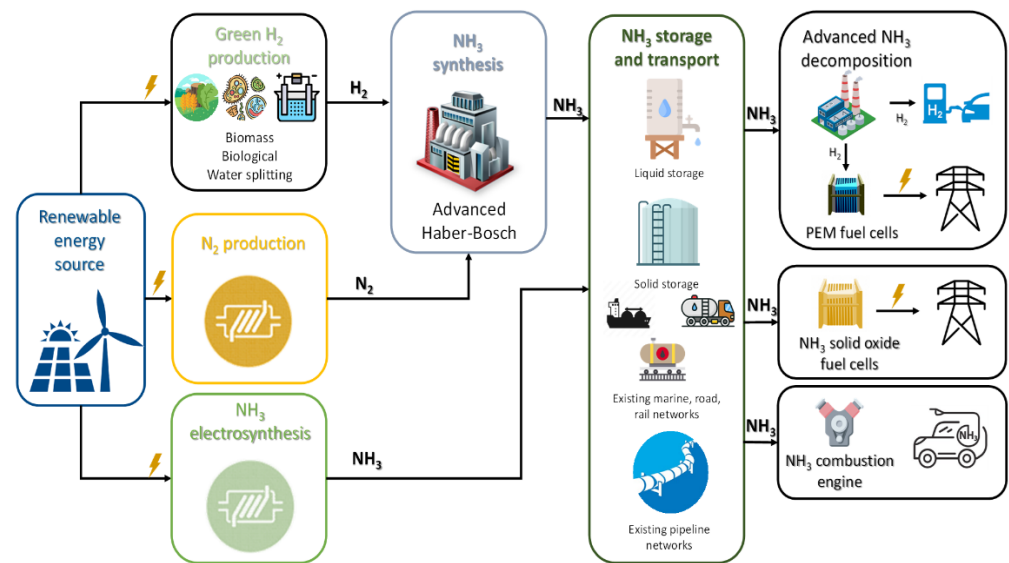 Green H₂
production
Biomass
Biological
Water splitting
H₂
NH₃
synthesis
Advanced
Haber-Bosch
NH₃
NH₃ storage
and transport
Liquid storage
Solid storage
Existing marine, road,
rail networks
Existing pipeline
networks
NH₃
Advanced NH₃
decomposition
H₂
H₂
H₂
PEM fuel cells
Renewable
energy
source
N₂ production
N₂
NH₃
NH₃ solid oxide
fuel cells
NH₃
electrosynthesis
NH₃
NH₃
NH₃ combustion
engine
NH₃